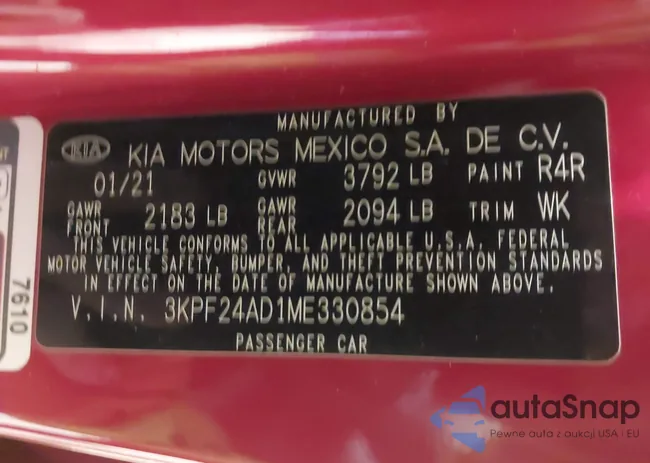 MANUFACTURED BY
KIA KIA MOTORS MEXICO S.A. DE C.V.
01/21 GVWR 3792 LB PAINT R4R
GAWR FRONT 2183 LB GAWR REAR 2094 LB TRIM WK
THIS VEHICLE CONFORMS TO ALL APPLICABLE U.S.A. FEDERAL
MOTOR VEHICLE SAFETY, BUMPER, AND THEFT PREVENTION STANDARDS
IN EFFECT ON THE DATE OF MANUFACTURE SHOWN ABOVE.
V.I.N. 3KPF24AD1ME330854
PASSENGER CAR
7610
autaSnap
Pewne auta z aukcji USA · EU